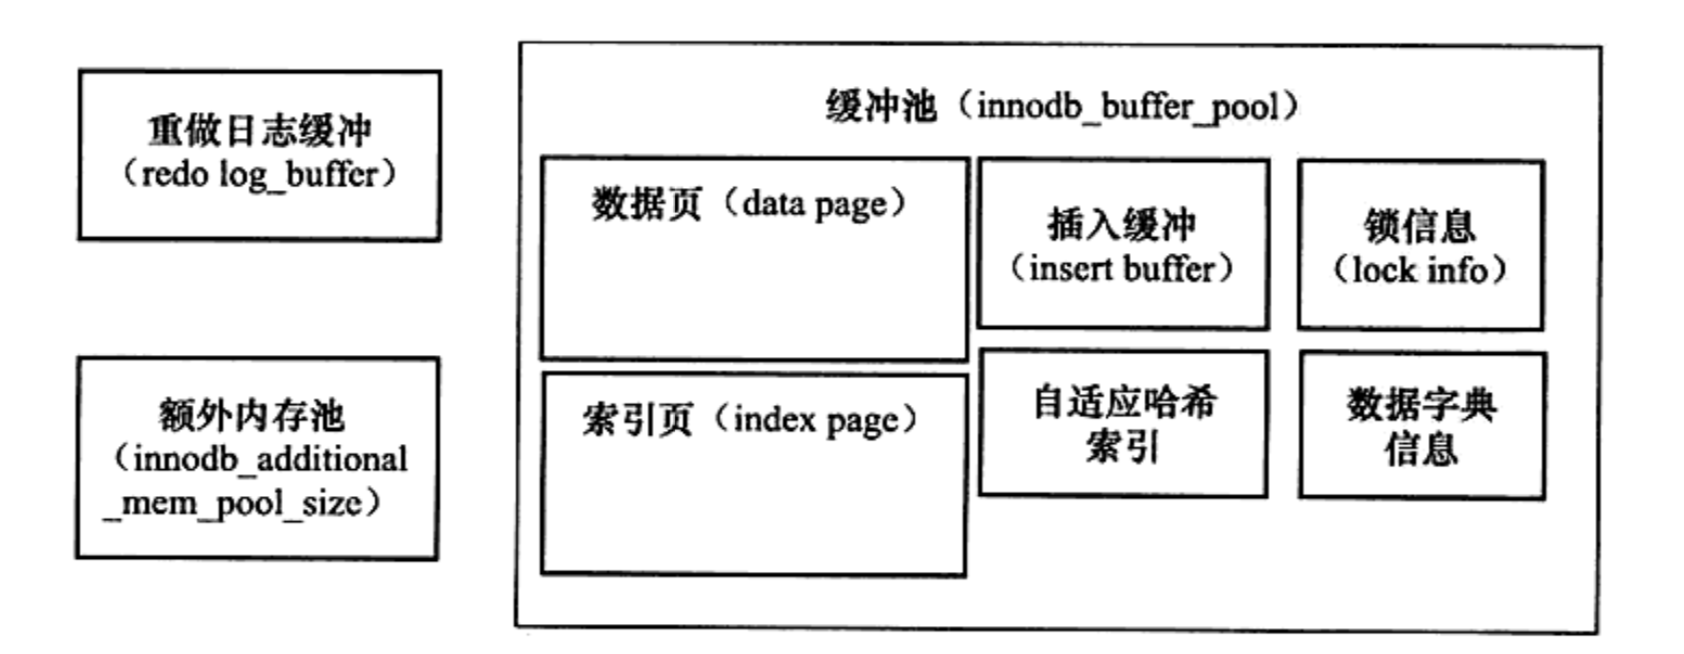 重做日志缓冲
（redo log_buffer）
额外内存池
（innodb_additional
_mem_pool_size）
缓冲池（innodb_buffer_pool）
数据页（data page）
索引页（index page）
插入缓冲
（insert buffer）
锁信息
（lock info）
自适应哈希
索引
数据字典
信息